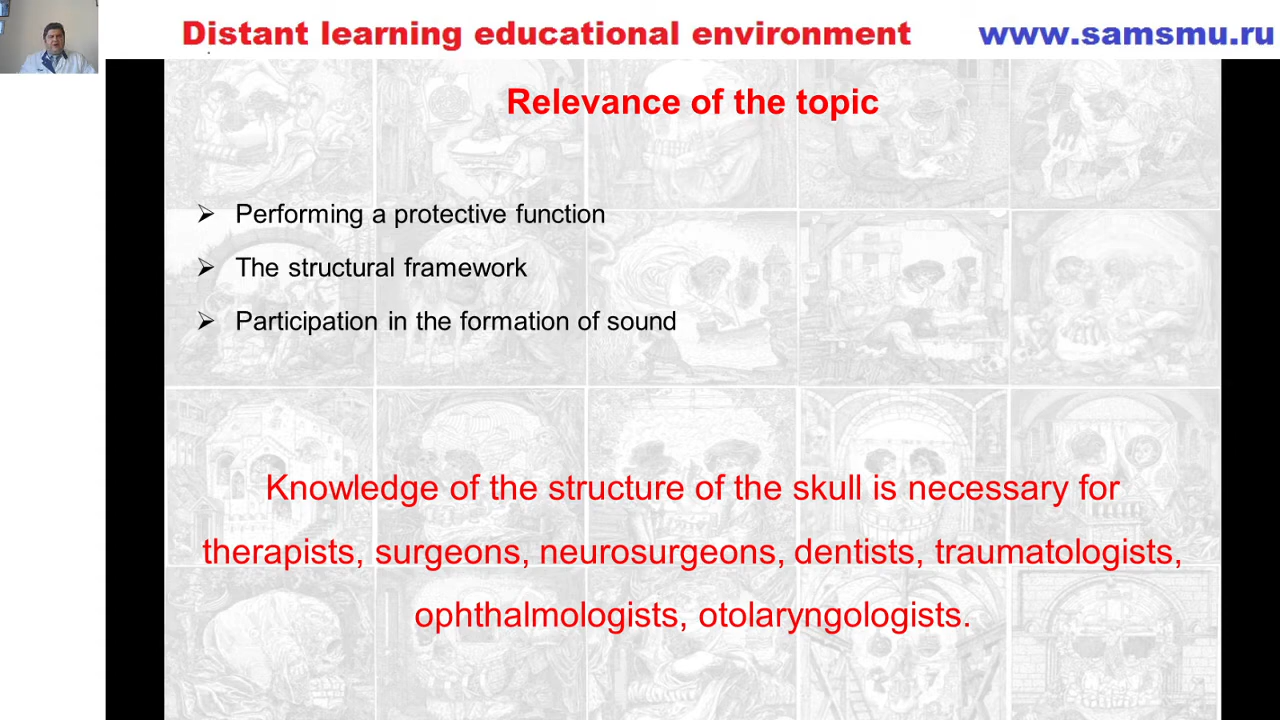 Distant learning educational environment
www.samsmu.ru
Relevance of the topic
Performing a protective function
The structural framework
Participation in the formation of sound
Knowledge of the structure of the skull is necessary for
therapists, surgeons, neurosurgeons, dentists, traumatologists,
ophthalmologists, otolaryngologists.